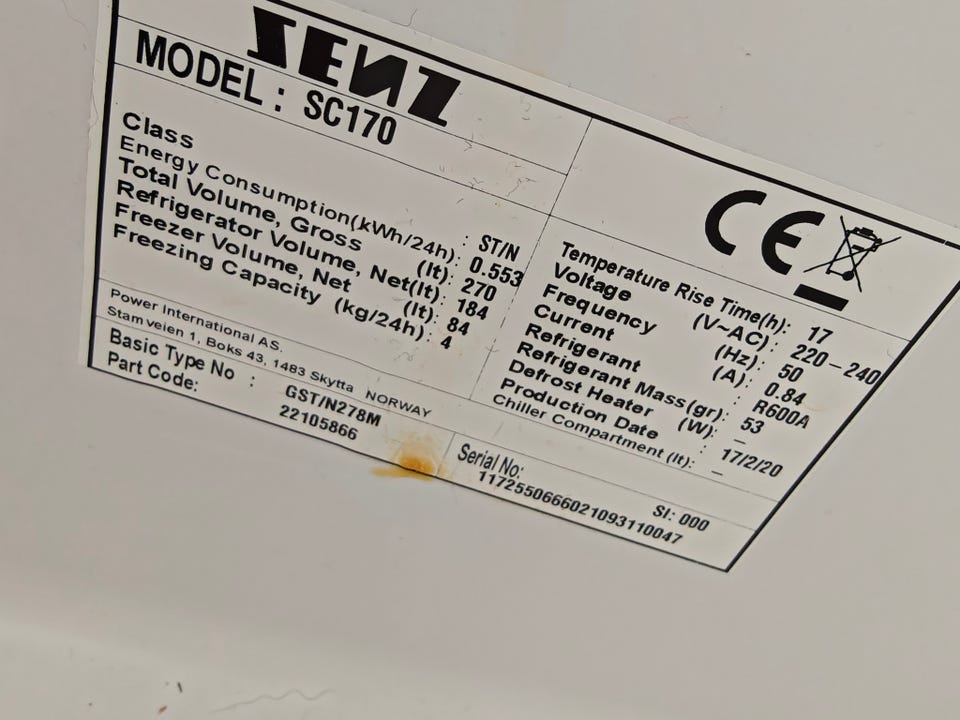 SENZ
MODEL : SC170
Class : ST/N
Energy Consumption(kWh/24h): 0.553
Total Volume, Gross (lt): 270
Refrigerator Volume, Net(lt): 184
Freezer Volume, Net (lt): 84
Freezing Capacity (kg/24h): 4
CE
Temperature Rise Time(h): 17
Voltage (V~AC): 220 – 240
Frequency (Hz): 50
Current (A): 0.84
Refrigerant : R600A
Refrigerant Mass(gr): 53
Defrost Heater (W): _
Production Date : 17/2/20
Chiller Compartment (lt): _
Power International AS.
Stamveien 1, Boks 43, 1483 Skytta NORWAY
Basic Type No : GST/N278M
Part Code: 22105866
Serial No: SI: 000
1172550666021093110047